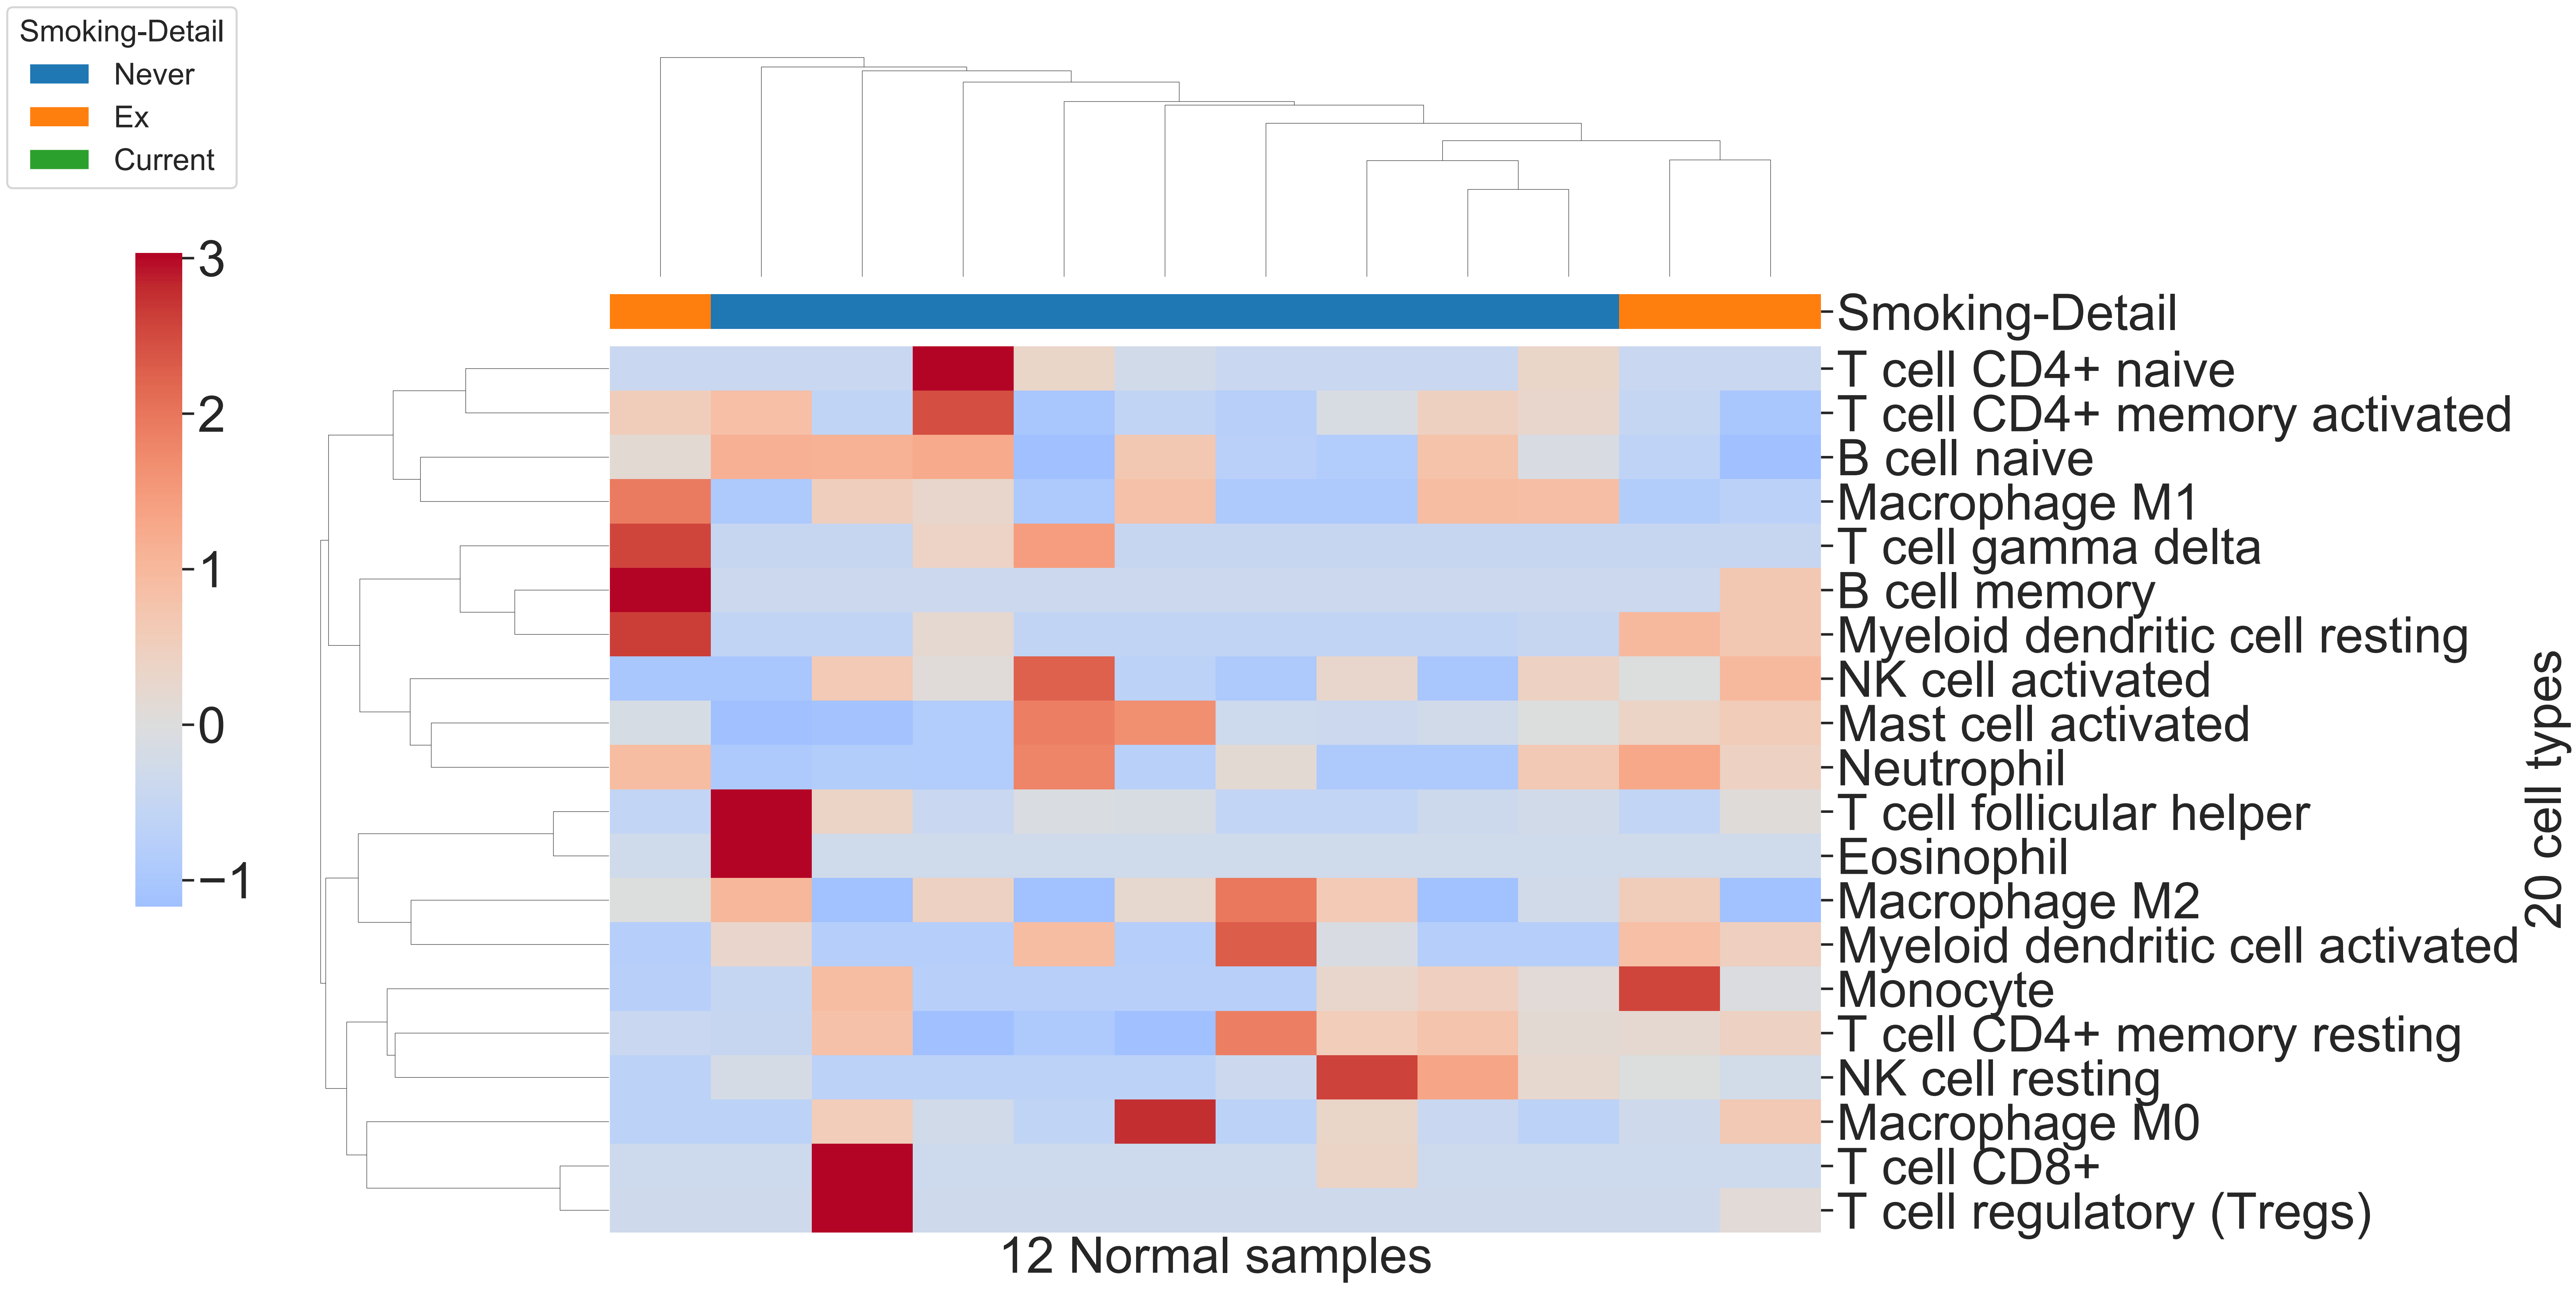 Smoking-Detail
Never
Ex
Current
3
2
1
0
−1
Smoking-Detail
T cell CD4+ naive
T cell CD4+ memory activated
B cell naive
Macrophage M1
T cell gamma delta
B cell memory
Myeloid dendritic cell resting
NK cell activated
Mast cell activated
Neutrophil
T cell follicular helper
Eosinophil
Macrophage M2
Myeloid dendritic cell activated
Monocyte
T cell CD4+ memory resting
NK cell resting
Macrophage M0
T cell CD8+
T cell regulatory (Tregs)
20 cell types
12 Normal samples